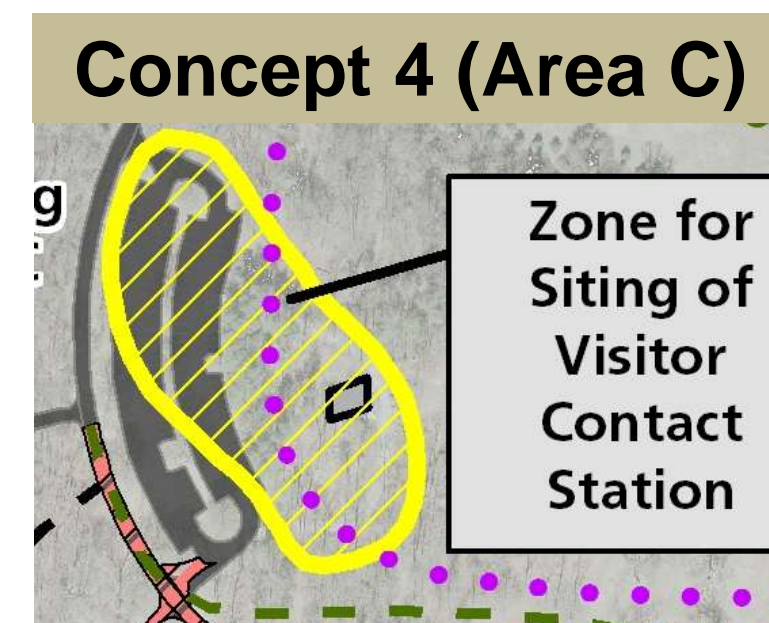 Concept 4 (Area C)
g
Zone for
Siting of
Visitor
Contact
Station